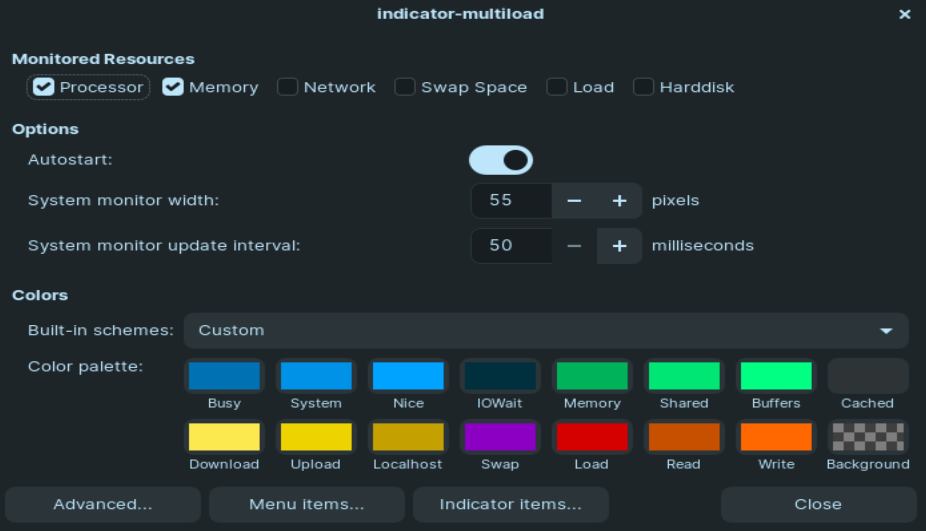 indicator-multiload
Monitored Resources
Processor Memory Network Swap Space Load Harddisk
Options
Autostart:
System monitor width: 55 pixels
System monitor update interval: 50 milliseconds
Colors
Built-in schemes: Custom
Color palette:
Busy System Nice IOWait Memory Shared Buffers Cached
Download Upload Localhost Swap Load Read Write Background
Advanced... Menu items... Indicator items... Close